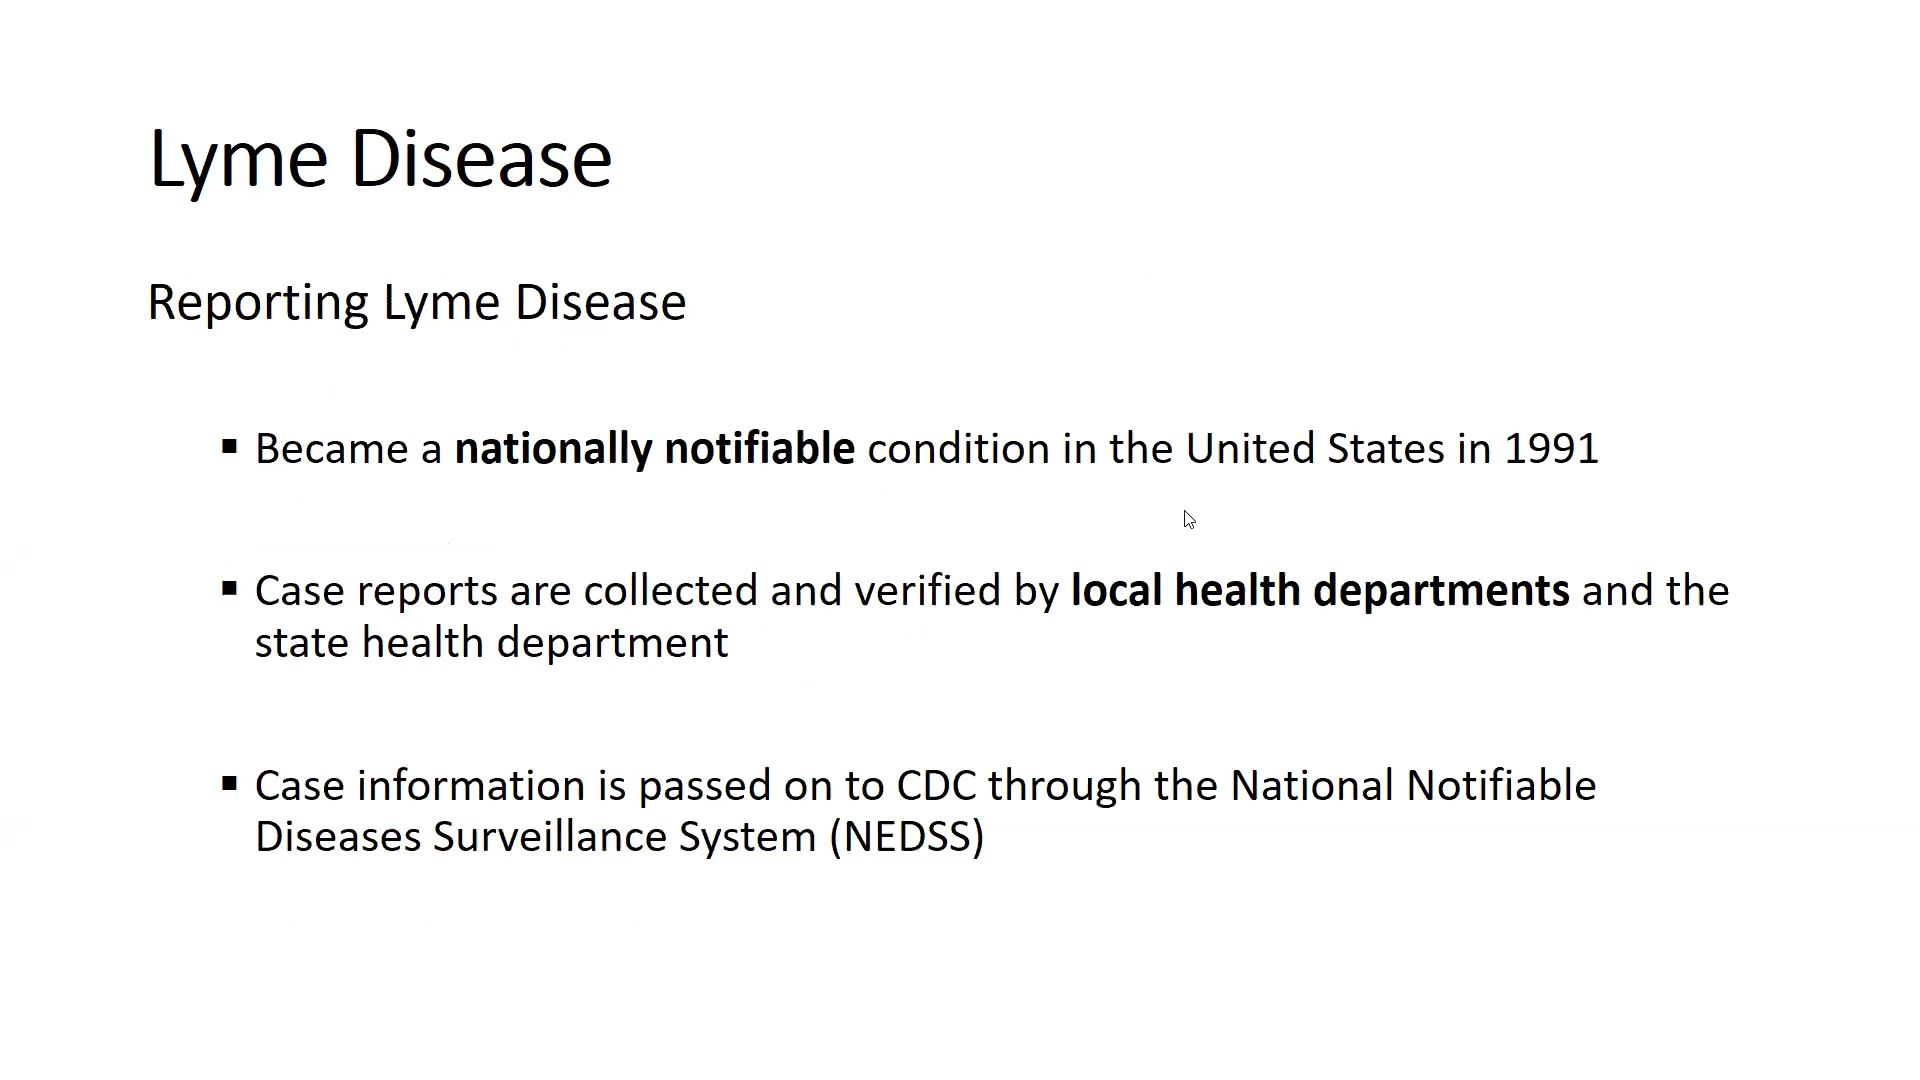 Lyme Disease
Reporting Lyme Disease
▪ Became a nationally notifiable condition in the United States in 1991
▪ Case reports are collected and verified by local health departments and the
state health department
▪ Case information is passed on to CDC through the National Notifiable
Diseases Surveillance System (NEDSS)